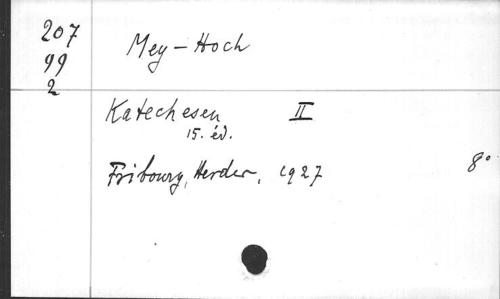 207
99
2
Mey - Hoch
Katechesen II
15. éd.
Fribourg, Herder, 1927 8°